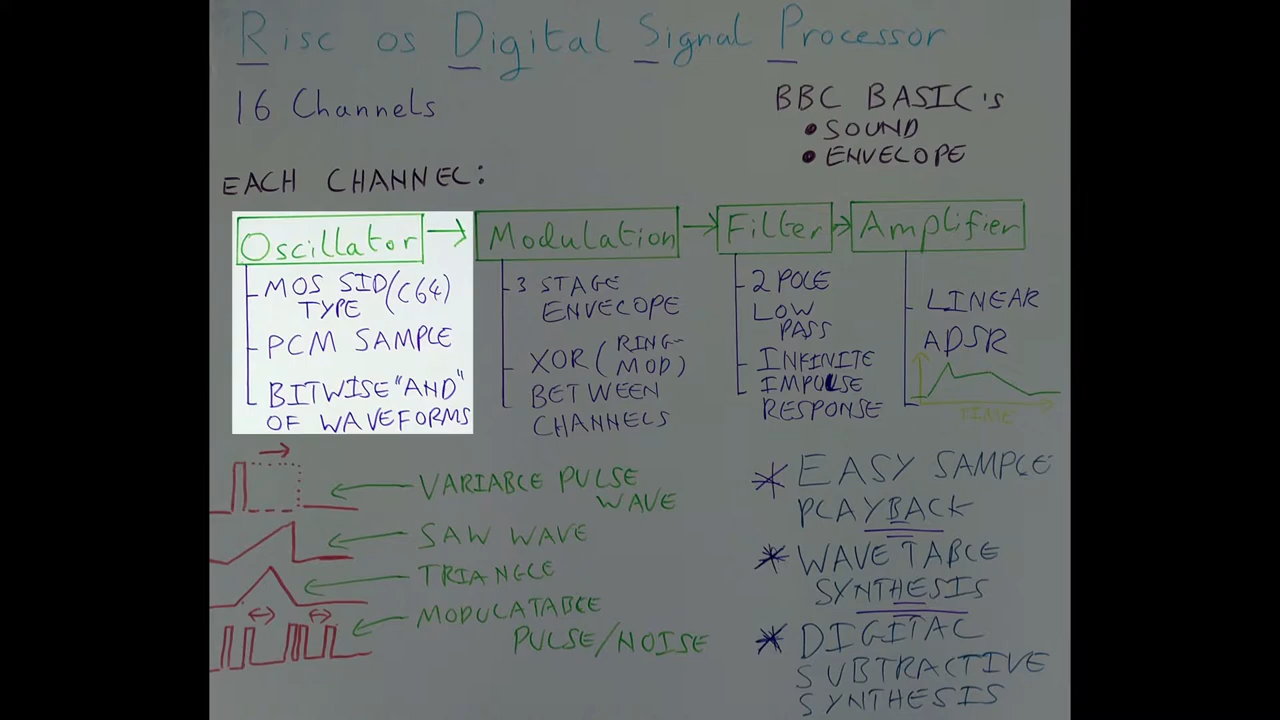 Risc os Digital Signal Processor
16 Channels
BBC BASIC's
• SOUND
• ENVELOPE
EACH CHANNEL:
Oscillator → Modulation → Filter → Amplifier
MOS SID (C64)
TYPE
PCM SAMPLE
BITWISE "AND"
OF WAVEFORMS
3 STAGE
ENVELOPE
XOR (RING-
MOD)
BETWEEN
CHANNELS
2 POLE
LOW
PASS
INFINITE
IMPULSE
RESPONSE
LINEAR
ADSR
TIME
VARIABLE PULSE
WAVE
SAW WAVE
TRIANGLE
MODULATABLE
PULSE/NOISE
* EASY SAMPLE
PLAYBACK
* WAVE TABLE
SYNTHESIS
* DIGITAL
SUBTRACTIVE
SYNTHESIS